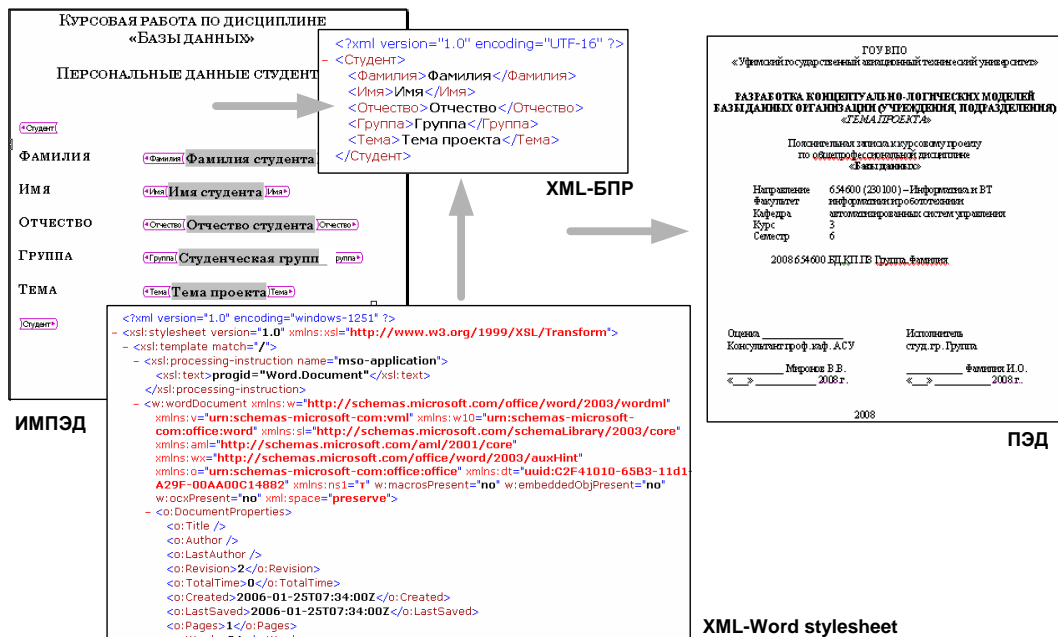 КУРСОВАЯ РАБОТА ПО ДИСЦИПЛИНЕ
«БАЗЫ ДАННЫХ»
ПЕРСОНАЛЬНЫЕ ДАННЫЕ СТУДЕНТ
Студент
ФАМИЛИЯ Фамилия Фамилия студента
ИМЯ Имя Имя студента Имя
ОТЧЕСТВО Отчество Отчество студента Отчество
ГРУППА Группа Студенческая групп_ руппа
ТЕМА Тема Тема проекта Тема
Студент
ИМПЭД
<?xml version="1.0" encoding="UTF-16" ?>
- <Студент>
<Фамилия>Фамилия</Фамилия>
<Имя>Имя</Имя>
<Отчество>Отчество</Отчество>
<Группа>Группа</Группа>
<Тема>Тема проекта</Тема>
</Студент>
XML-БПР
<?xml version="1.0" encoding="windows-1251" ?>
- <xsl:stylesheet version="1.0" xmlns:xsl="http://www.w3.org/1999/XSL/Transform">
- <xsl:template match="/">
- <xsl:processing-instruction name="mso-application">
<xsl:text>progid="Word.Document"</xsl:text>
</xsl:processing-instruction>
- <w:wordDocument xmlns:w="http://schemas.microsoft.com/office/word/2003/wordml"
xmlns:v="urn:schemas-microsoft-com:vml" xmlns:w10="urn:schemas-microsoft-
com:office:word" xmlns:sl="http://schemas.microsoft.com/schemaLibrary/2003/core"
xmlns:aml="http://schemas.microsoft.com/aml/2001/core"
xmlns:wx="http://schemas.microsoft.com/office/word/2003/auxHint"
xmlns:o="urn:schemas-microsoft-com:office:office" xmlns:dt="uuid:C2F41010-65B3-11d1-
A29F-00AA00C14882" xmlns:ns1="т" w:macrosPresent="no" w:embeddedObjPresent="no"
w:ocxPresent="no" xml:space="preserve">
- <o:DocumentProperties>
<o:Title />
<o:Author />
<o:LastAuthor />
<o:Revision>2</o:Revision>
<o:TotalTime>0</o:TotalTime>
<o:Created>2006-01-25T07:34:00Z</o:Created>
<o:LastSaved>2006-01-25T07:34:00Z</o:LastSaved>
<o:Pages>1</o:Pages>
XML-Word stylesheet
ГОУ ВПО
«Уфимский государственный авиационный технический университет»
РАЗРАБОТКА КОНЦЕПТУАЛЬНО-ЛОГИЧЕСКИХ МОДЕЛЕЙ
БАЗЫ ДАННЫХ ОРГАНИЗАЦИИ (УЧРЕЖДЕНИЯ, ПОДРАЗДЕЛЕНИЯ)
«ТЕМА ПРОЕКТА»
Пояснительная записка к курсовому проекту
по общепрофессиональной дисциплине
«Базы данных»
Направление 654600 (230100) – Информатика и ВТ
Факультет информатики и робототехники
Кафедра автоматизированных систем управления
Курс 3
Семестр 6
2008 654600 БД.КП.ПЗ Группа Фамилия
Оценка Исполнитель
Консультант проф. каф. АСУ студ. гр. Группа
Миронов В.В. Фамилия И.О.
«__» 2008 г. «__» 2008 г.
2008
ПЭД